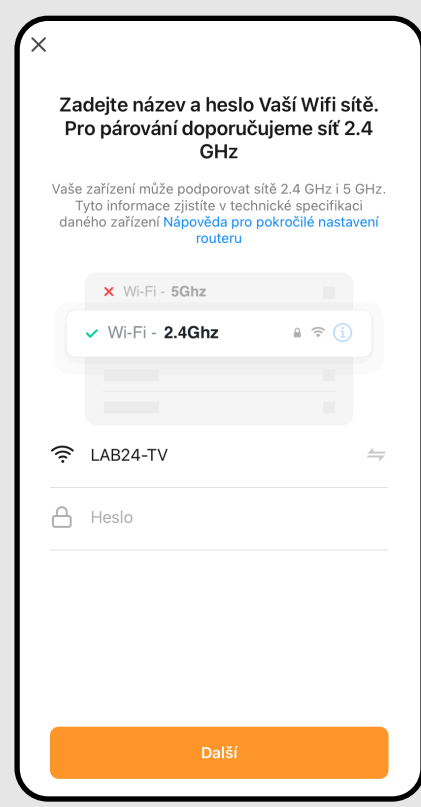 Zadejte název a heslo Vaší Wifi sítě.
Pro párování doporučujeme síť 2.4
GHz
Vaše zařízení může podporovat sítě 2.4 GHz i 5 GHz.
Tyto informace zjistíte v technické specifikaci
daného zařízení Nápověda pro pokročilé nastavení
routeru
Wi-Fi - 5Ghz
Wi-Fi - 2.4Ghz
LAB24-TV
Heslo
Další